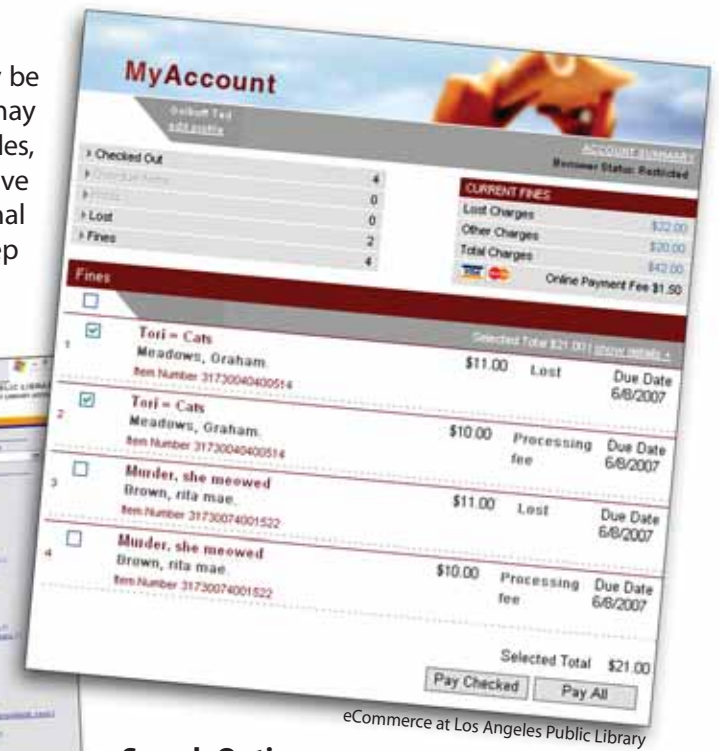 be
may
les,
ve
nal
ep
MyAccount
edit profile
ACCOUNT SUMMARY
Borrower Status: Restricted
› Checked Out 4
0
0
› Lost 2
› Fines 4
CURRENT FINES
Lost Charges $22.00
Other Charges $20.00
Total Charges $42.00
VISA Online Payment Fee $1.50
Fines
Selected Total $21.00 | show details +
1 Tori = Cats $11.00 Lost Due Date
Meadows, Graham. 6/8/2007
Item Number 31730040400514
2 Tori = Cats $10.00 Processing Due Date
Meadows, Graham. fee 6/8/2007
Item Number 31730040400514
3 Murder, she meowed $11.00 Lost Due Date
Brown, rita mae. 6/8/2007
Item Number 31730074001522
4 Murder, she meowed $10.00 Processing Due Date
Brown, rita mae. fee 6/8/2007
Item Number 31730074001522
Selected Total $21.00
Pay Checked Pay All
eCommerce at Los Angeles Public Library